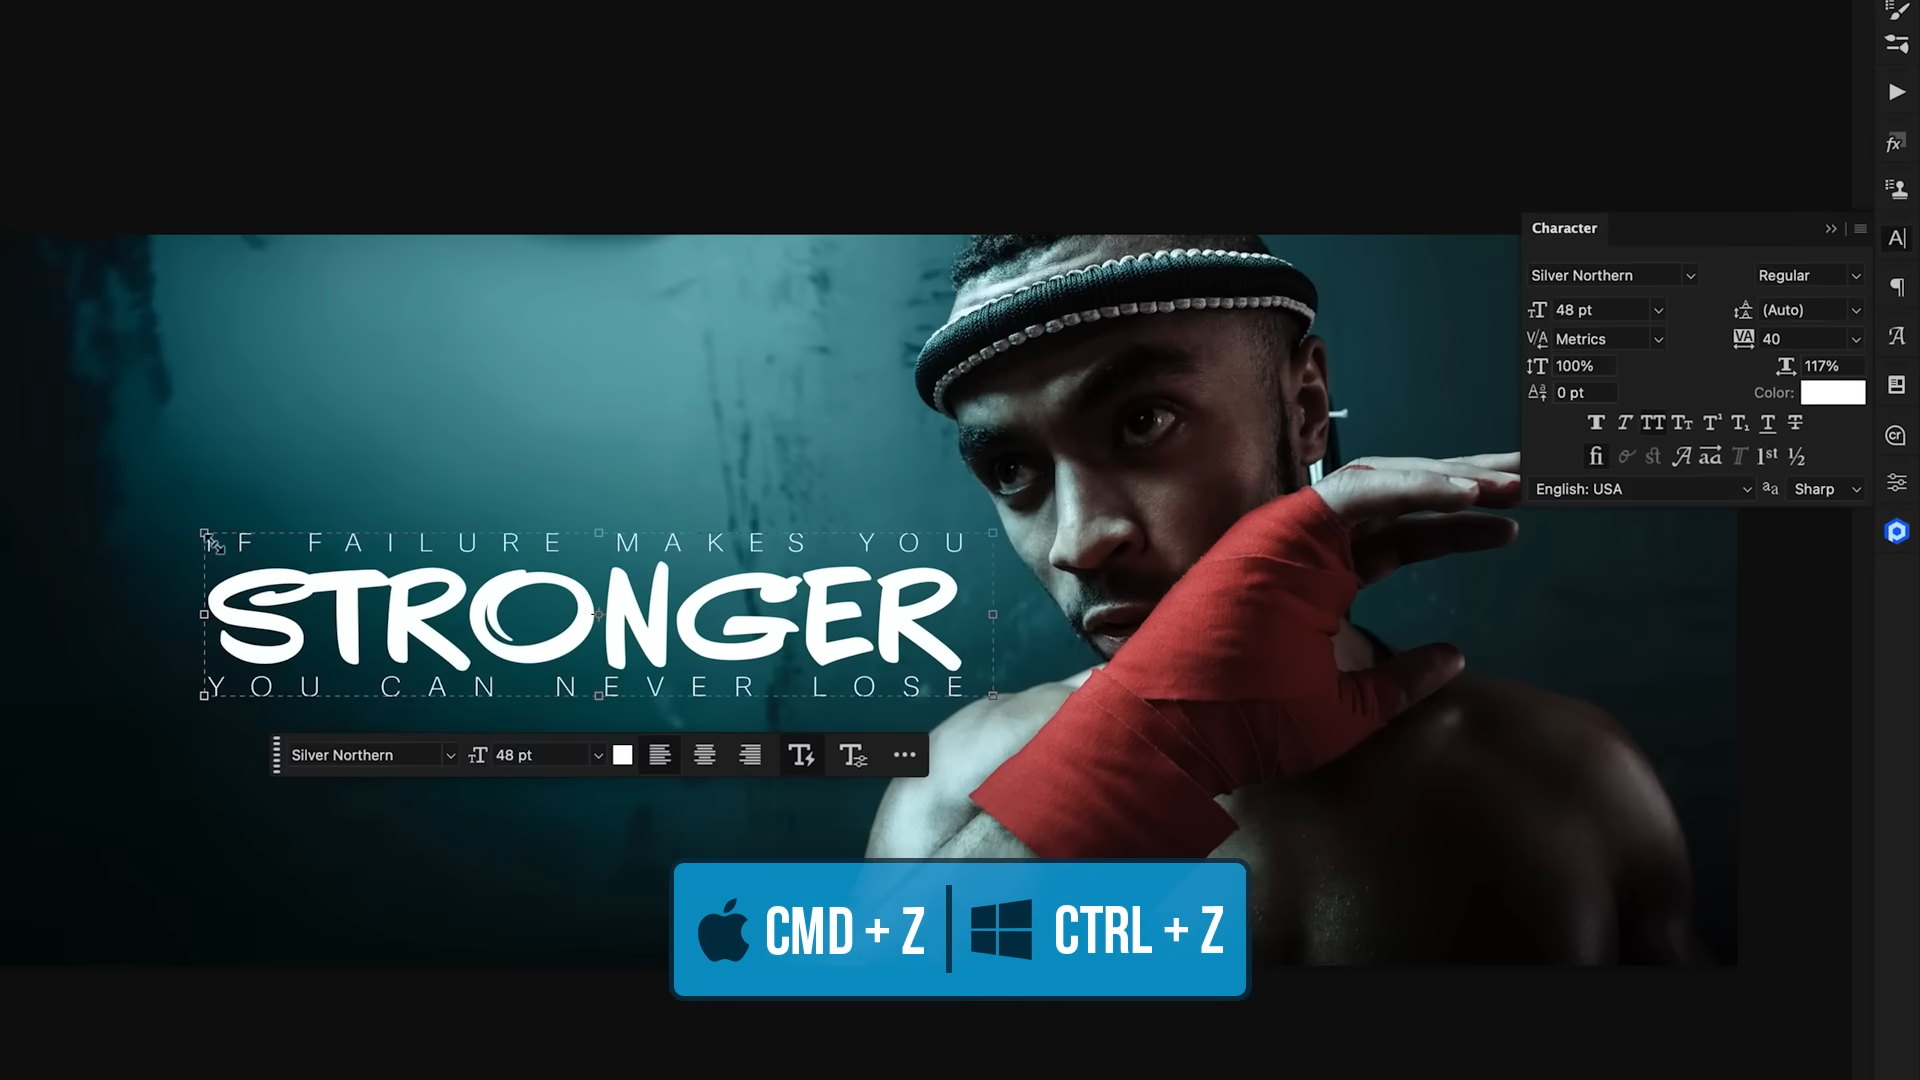 Character
Silver Northern Regular
48 pt (Auto)
Metrics 40
100% 117%
0 pt Color:
English: USA Sharp
IF FAILURE MAKES YOU
STRONGER
YOU CAN NEVER LOSE
Silver Northern 48 pt
CMD + Z CTRL + Z